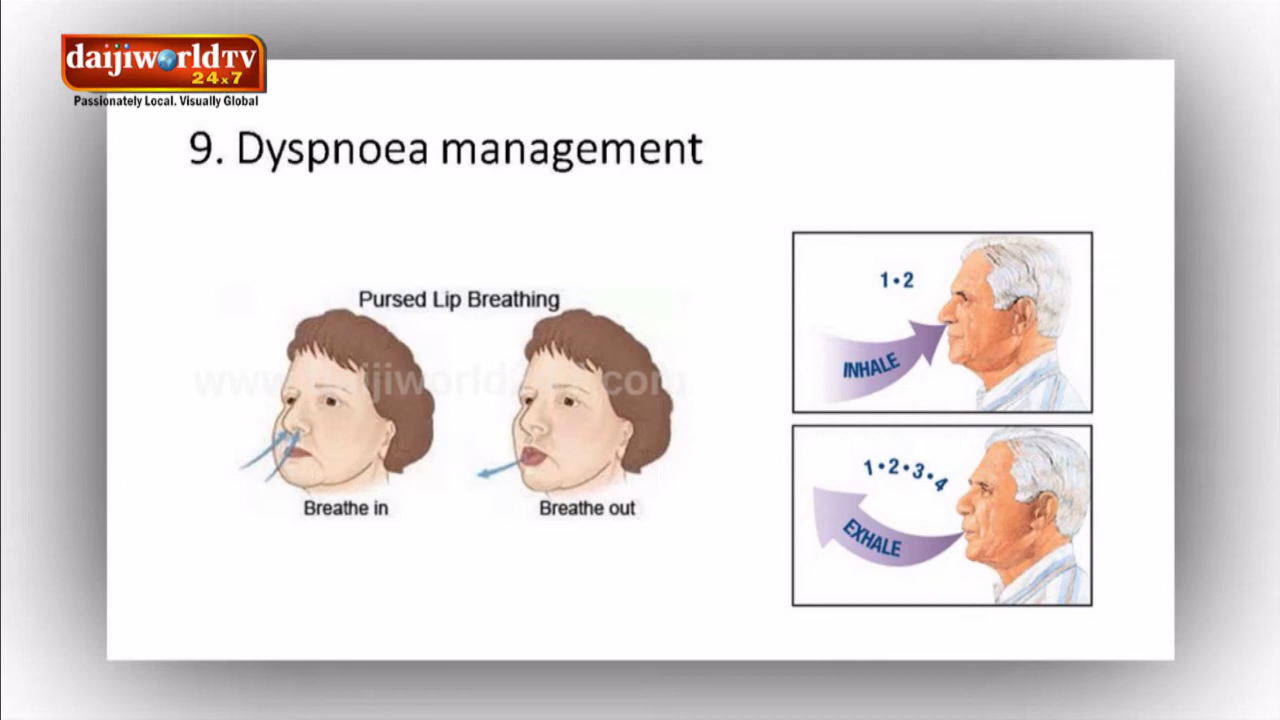 daijiworldTV
24x7
Passionately Local. Visually Global
9. Dyspnoea management
Pursed Lip Breathing
Breathe in
Breathe out
1•2
INHALE
1•2•3•4
EXHALE